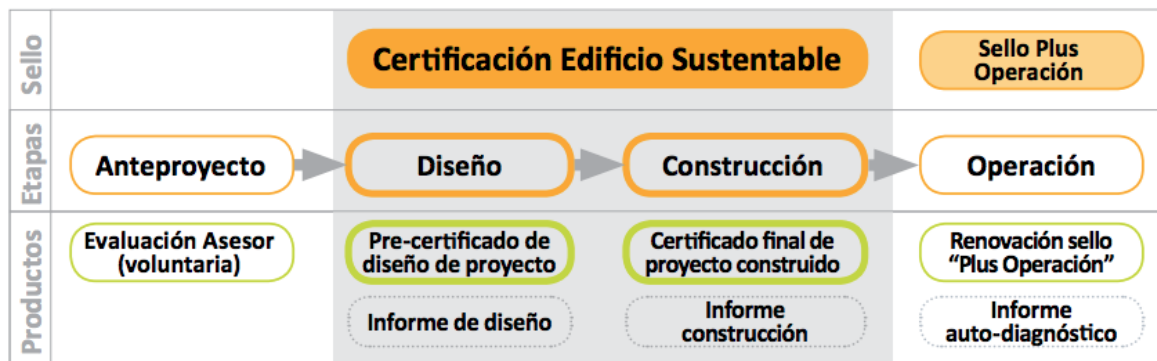 Sello
Certificación Edificio Sustentable
Sello Plus
Operación
Etapas
Anteproyecto
Diseño
Construcción
Operación
Productos
Evaluación Asesor
(voluntaria)
Pre-certificado de
diseño de proyecto
Certificado final de
proyecto construido
Renovación sello
“Plus Operación”
Informe de diseño
Informe
construcción
Informe
auto-diagnóstico